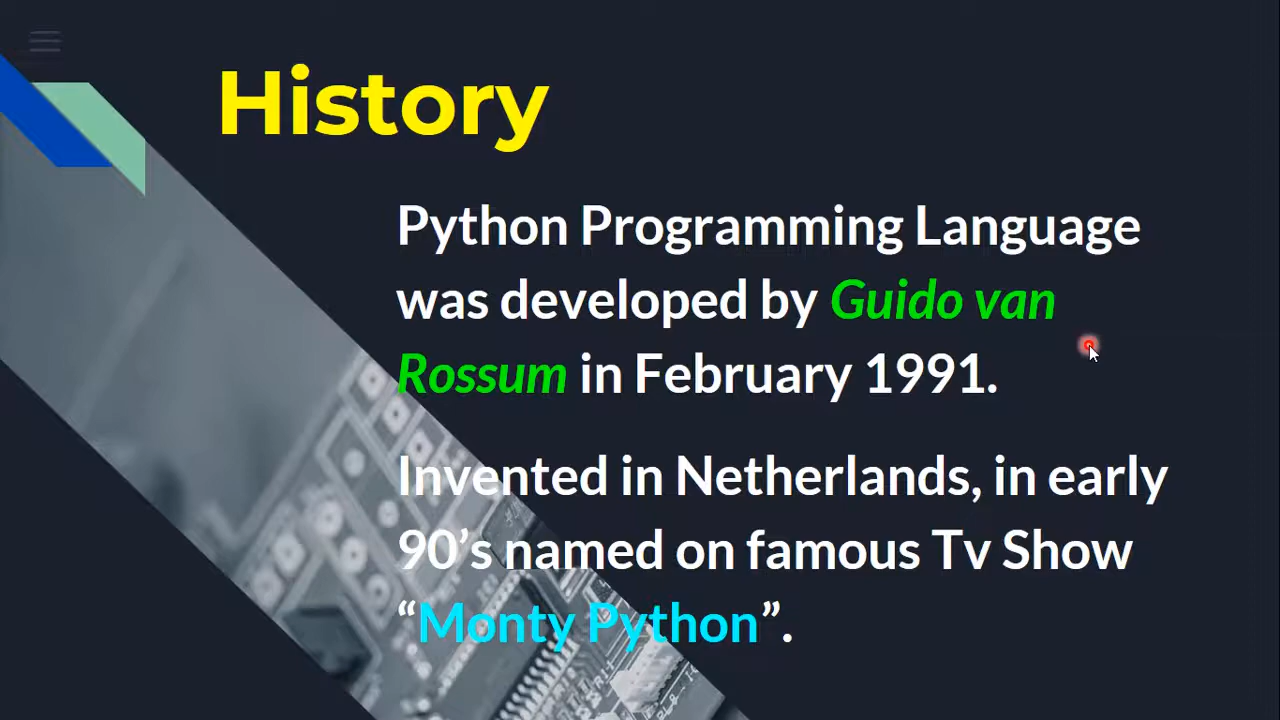 History
Python Programming Language
was developed by Guido van
Rossum in February 1991.
Invented in Netherlands, in early
90’s named on famous Tv Show
“Monty Python”.